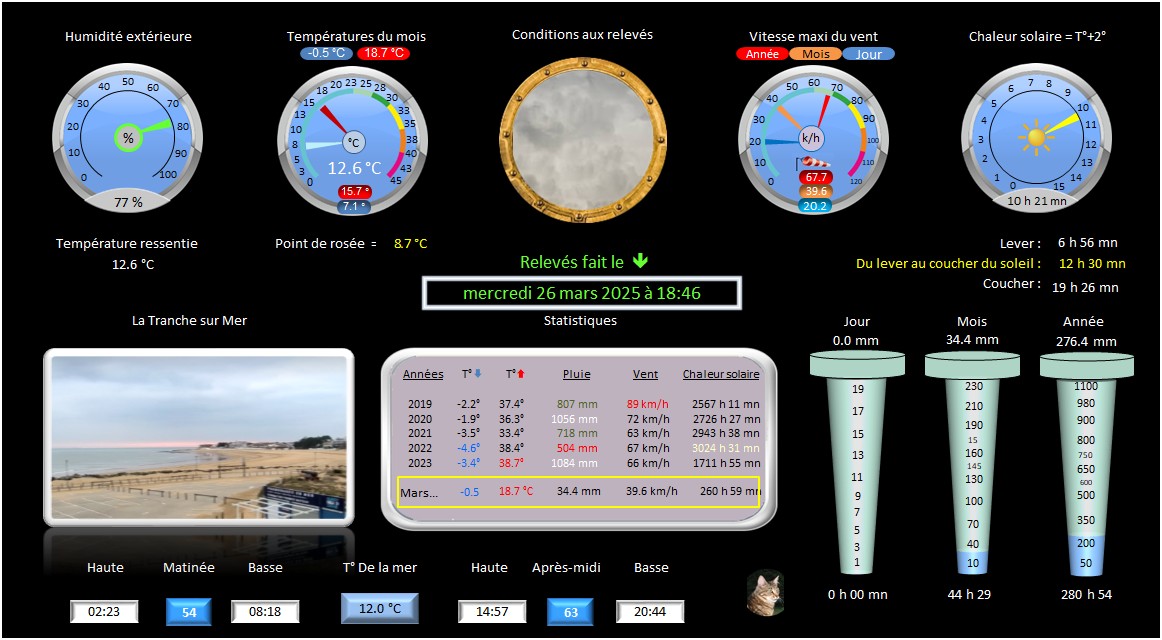 Humidité extérieure
Températures du mois
-0.5 °C 18.7 °C
Conditions aux relevés
Vitesse maxi du vent
Année Mois Jour
Chaleur solaire = T°+2°
0 10 20 30 40 50 60 70 80 90 100
%
77 %
0 3 5 8 10 13 15 18 20 23 25 28 30 33 35 38 40 43 45
°C
12.6 °C
15.7 °
7.1 °
0 10 20 30 40 50 60 70 80 90 100 110 120
k/h
67.7
39.6
20.2
0 1 2 3 4 5 6 7 8 9 10 11 12 13 14 15
10 h 21 mn
Température ressentie
12.6 °C
Point de rosée = 8.7 °C
Relevés fait le
mercredi 26 mars 2025 à 18:46
Lever : 6 h 56 mn
Du lever au coucher du soleil : 12 h 30 mn
Coucher : 19 h 26 mn
La Tranche sur Mer
Statistiques
Années T° T° Pluie Vent Chaleur solaire
2019 -2.2° 37.4° 807 mm 89 km/h 2567 h 11 mn
2020 -1.9° 36.3° 1056 mm 72 km/h 2726 h 27 mn
2021 -3.5° 33.4° 718 mm 63 km/h 2943 h 38 mn
2022 -4.6° 38.4° 504 mm 67 km/h 3024 h 31 mn
2023 -3.4° 38.7° 1084 mm 66 km/h 1711 h 55 mn
Mars... -0.5 18.7 °C 34.4 mm 39.6 km/h 260 h 59 mn
Jour
0.0 mm
19
17
15
13
11
9
7
5
3
1
0 h 00 mn
Mois
34.4 mm
230
210
190
15
160
145
130
100
70
40
10
44 h 29
Année
276.4 mm
1100
980
900
800
750
650
600
500
350
200
50
280 h 54
Haute Matinée Basse T° De la mer Haute Après-midi Basse
02:23 54 08:18 12.0 °C 14:57 63 20:44